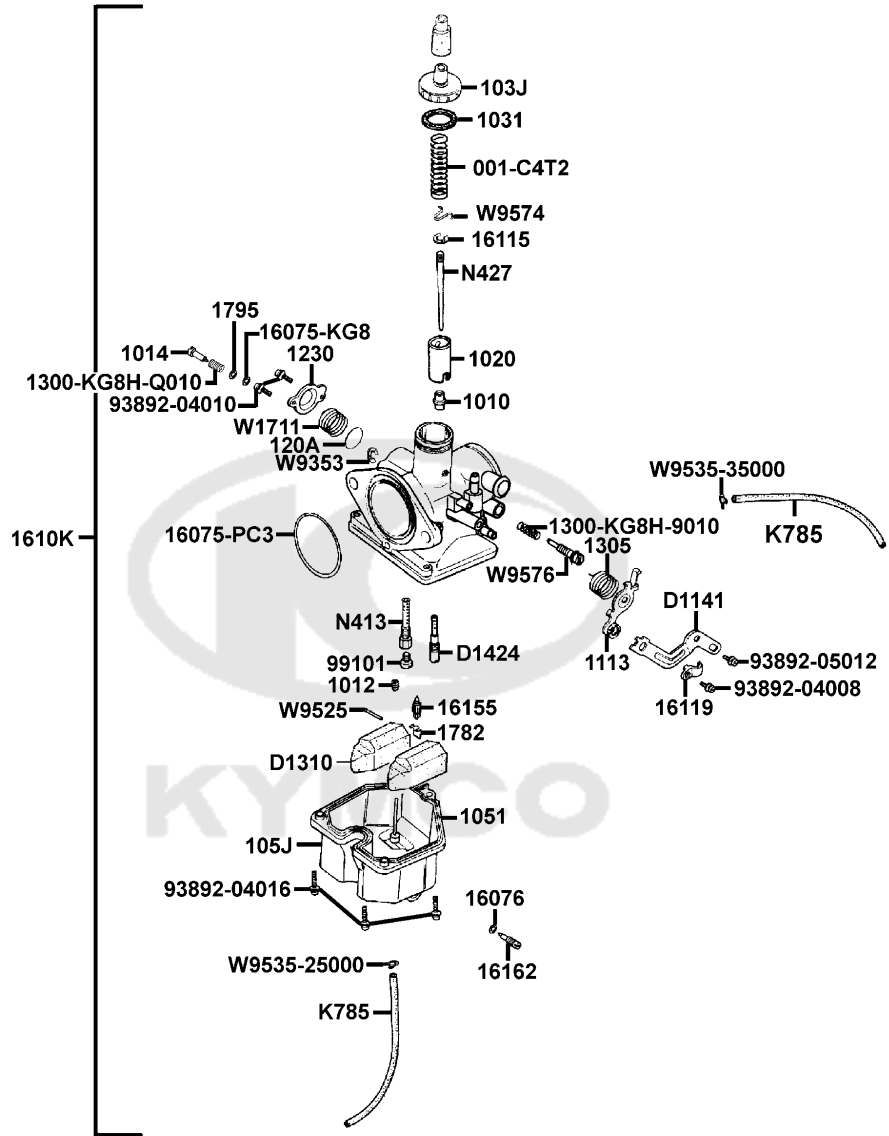 103J
1031
001-C4T2
W9574
16115
N427
1795
16075-KG8
1014
1230
1020
1300-KG8H-Q010
93892-04010
1010
W1711
120A
W9353
W9535-35000
1610K
16075-PC3
1300-KG8H-9010
K785
1305
W9576
D1141
N413
D1424
99101
1113
93892-05012
1012
93892-04008
16119
W9525
16155
1782
D1310
KYMCO
1051
105J
93892-04016
16076
W9535-25000
16162
K785